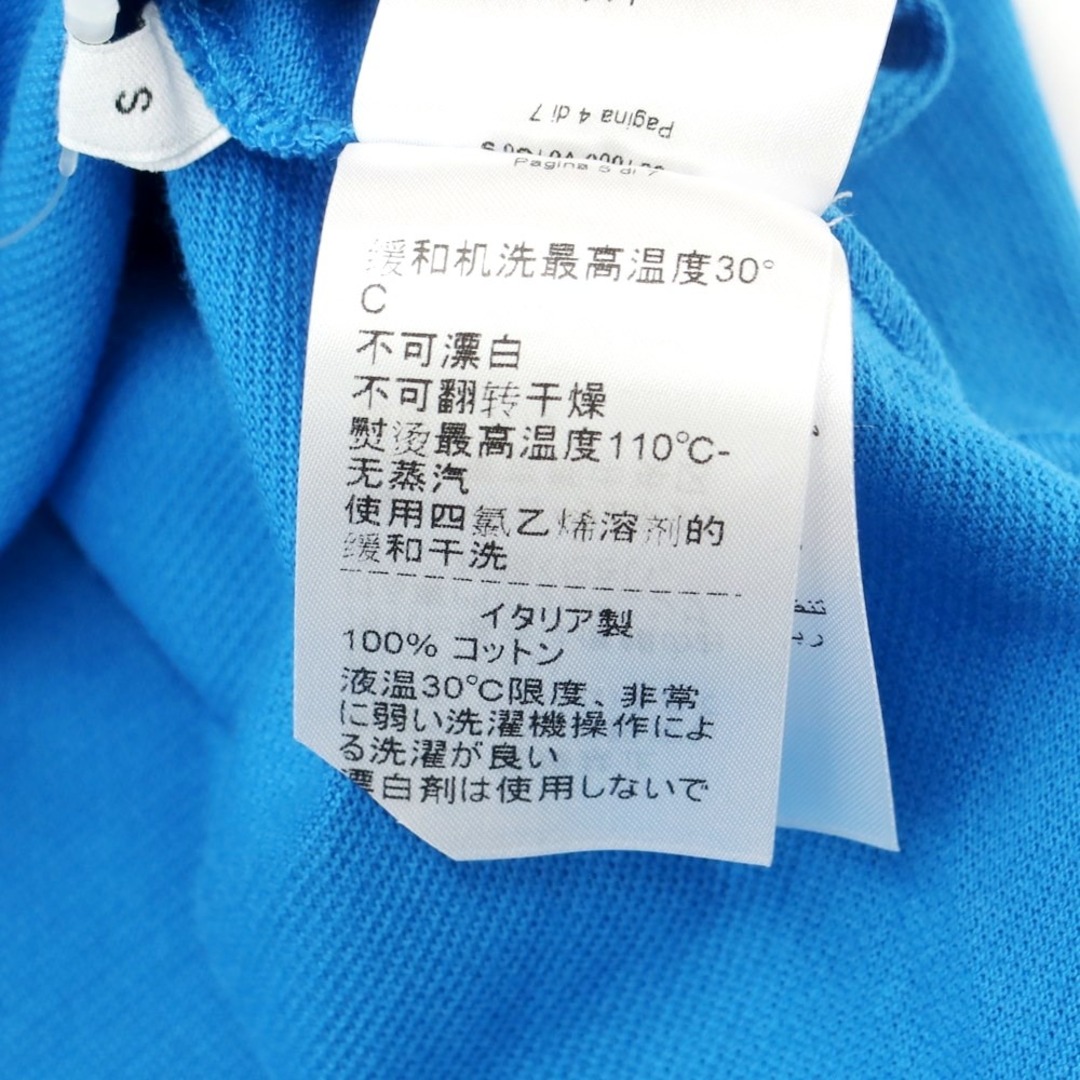 S
Pagina 4 di 7
缓和机洗最高温度30°
C
不可漂白
不可翻转干燥
熨烫最高温度110°C-
无蒸汽
使用四氯乙烯溶剂的
缓和干洗
イタリア製
100% コットン
液温30℃限度、非常
に弱い洗濯機操作によ
る洗濯が良い
漂白剤は使用しないで